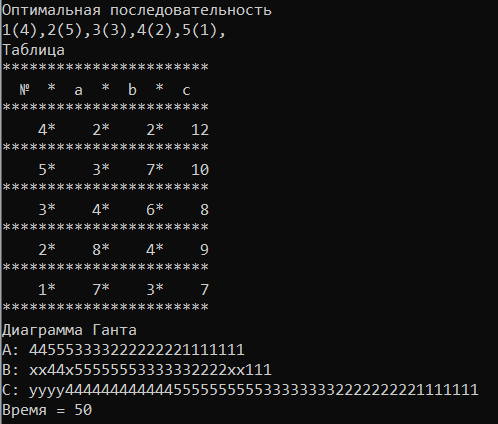 Оптимальная последовательность
1(4),2(5),3(3),4(2),5(1),
Таблица
***********************
№ * a * b * c
***********************
4* 2* 2* 12
***********************
5* 3* 7* 10
***********************
3* 4* 6* 8
***********************
2* 8* 4* 9
***********************
1* 7* 3* 7
***********************
Диаграмма Ганта
A: 445553333222222221111111
B: xx44x55555553333332222xx111
C: yyyy4444444444445555555555333333332222222221111111
Время = 50